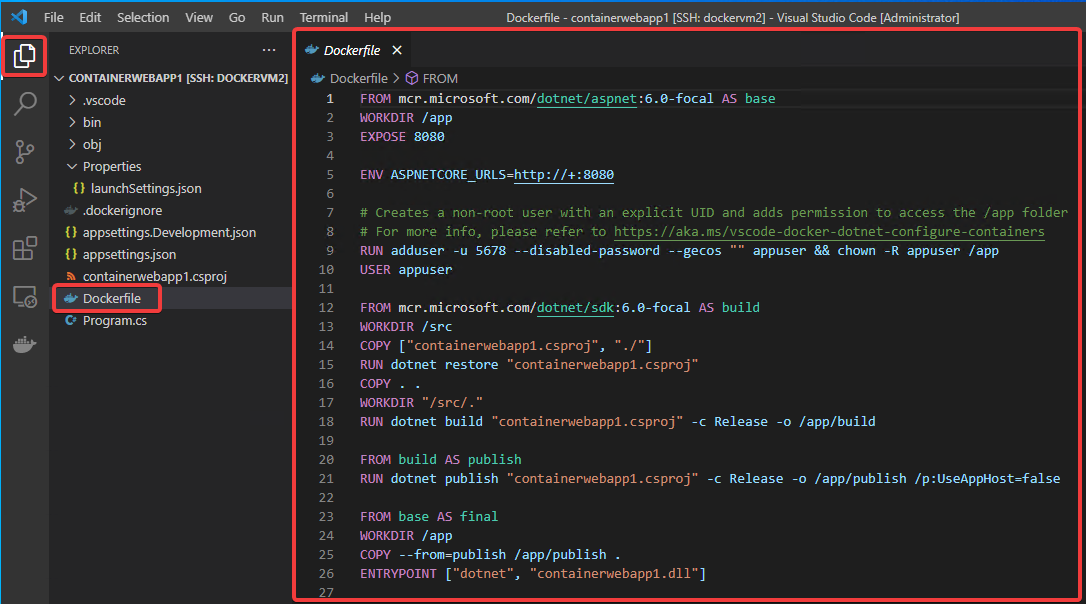 File Edit Selection View Go Run Terminal Help Dockerfile - containerwebapp1 [SSH: dockervm2] - Visual Studio Code [Administrator]
EXPLORER ···
CONTAINERWEBAPP1 [SSH: DOCKERVM2]
.vscode
bin
obj
Properties
{} launchSettings.json
.dockerignore
{} appsettings.Development.json
{} appsettings.json
containerwebapp1.csproj
Dockerfile
C# Program.cs
Dockerfile
Dockerfile > FROM
1 FROM mcr.microsoft.com/dotnet/aspnet:6.0-focal AS base
2 WORKDIR /app
3 EXPOSE 8080
4
5 ENV ASPNETCORE_URLS=http://+:8080
6
7 # Creates a non-root user with an explicit UID and adds permission to access the /app folder
8 # For more info, please refer to https://aka.ms/vscode-docker-dotnet-configure-containers
9 RUN adduser -u 5678 --disabled-password --gecos "" appuser && chown -R appuser /app
10 USER appuser
11
12 FROM mcr.microsoft.com/dotnet/sdk:6.0-focal AS build
13 WORKDIR /src
14 COPY ["containerwebapp1.csproj", "./"]
15 RUN dotnet restore "containerwebapp1.csproj"
16 COPY . .
17 WORKDIR "/src/."
18 RUN dotnet build "containerwebapp1.csproj" -c Release -o /app/build
19
20 FROM build AS publish
21 RUN dotnet publish "containerwebapp1.csproj" -c Release -o /app/publish /p:UseAppHost=false
22
23 FROM base AS final
24 WORKDIR /app
25 COPY --from=publish /app/publish .
26 ENTRYPOINT ["dotnet", "containerwebapp1.dll"]
27